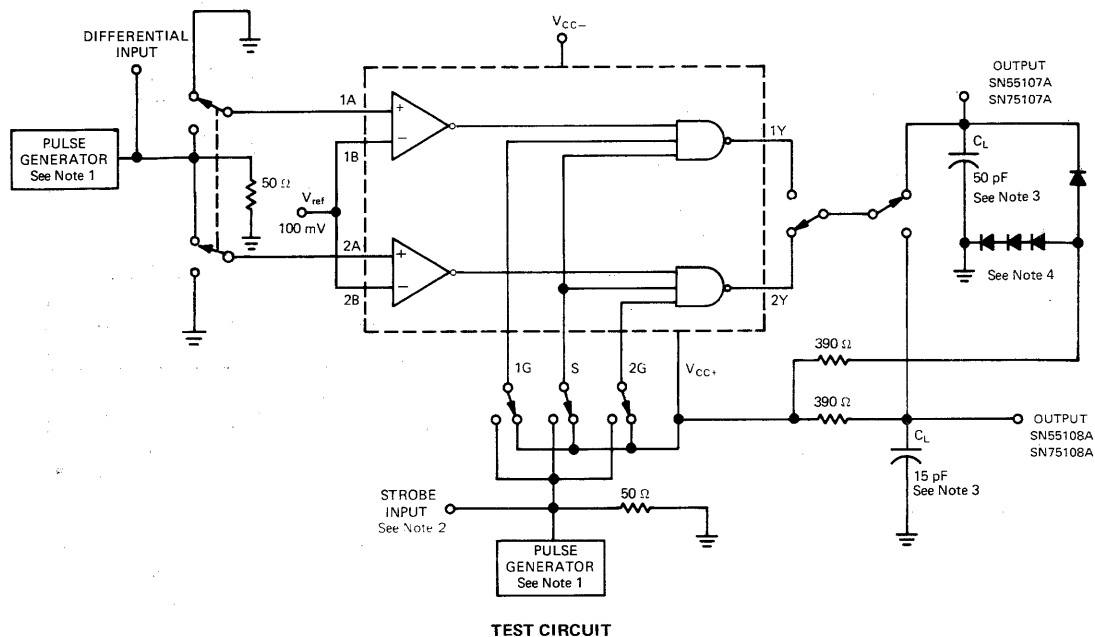 DIFFERENTIAL
INPUT
PULSE
GENERATOR
See Note 1
50 Ω
Vref
100 mV
1A
1B
2A
2B
+
−
+
−
VCC−
1Y
2Y
1G
S
2G
VCC+
OUTPUT
SN55107A
SN75107A
CL
50 pF
See Note 3
See Note 4
390 Ω
390 Ω
OUTPUT
SN55108A
SN75108A
CL
15 pF
See Note 3
STROBE
INPUT
See Note 2
50 Ω
PULSE
GENERATOR
See Note 1
TEST CIRCUIT